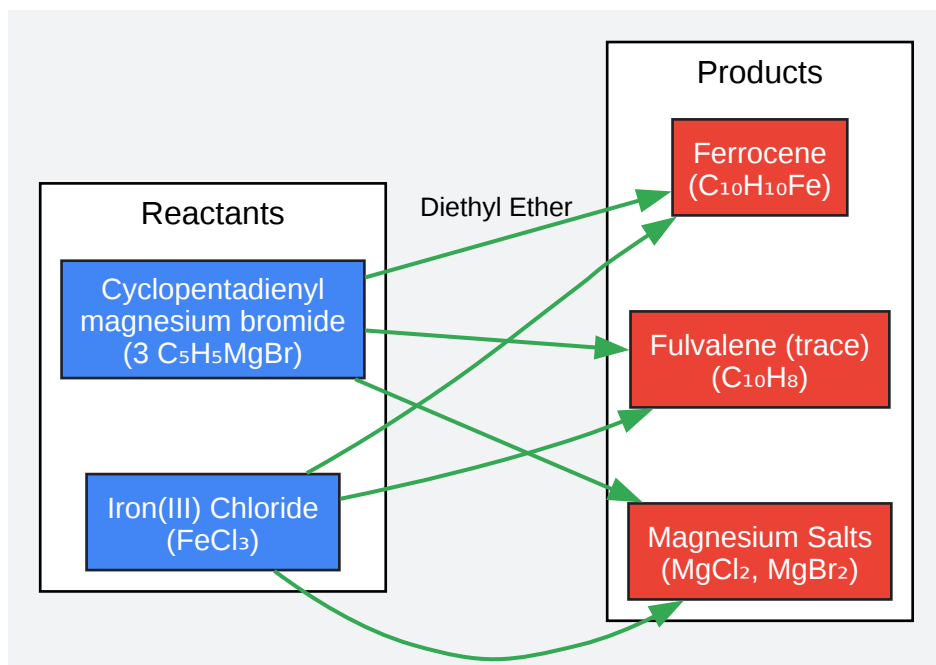 Reactants
Cyclopentadienyl
magnesium bromide
(3 C₅H₅MgBr)
Iron(III) Chloride
(FeCl₃)
Diethyl Ether
Products
Ferrocene
(C₁₀H₁₀Fe)
Fulvalene (trace)
(C₁₀H₈)
Magnesium Salts
(MgCl₂, MgBr₂)